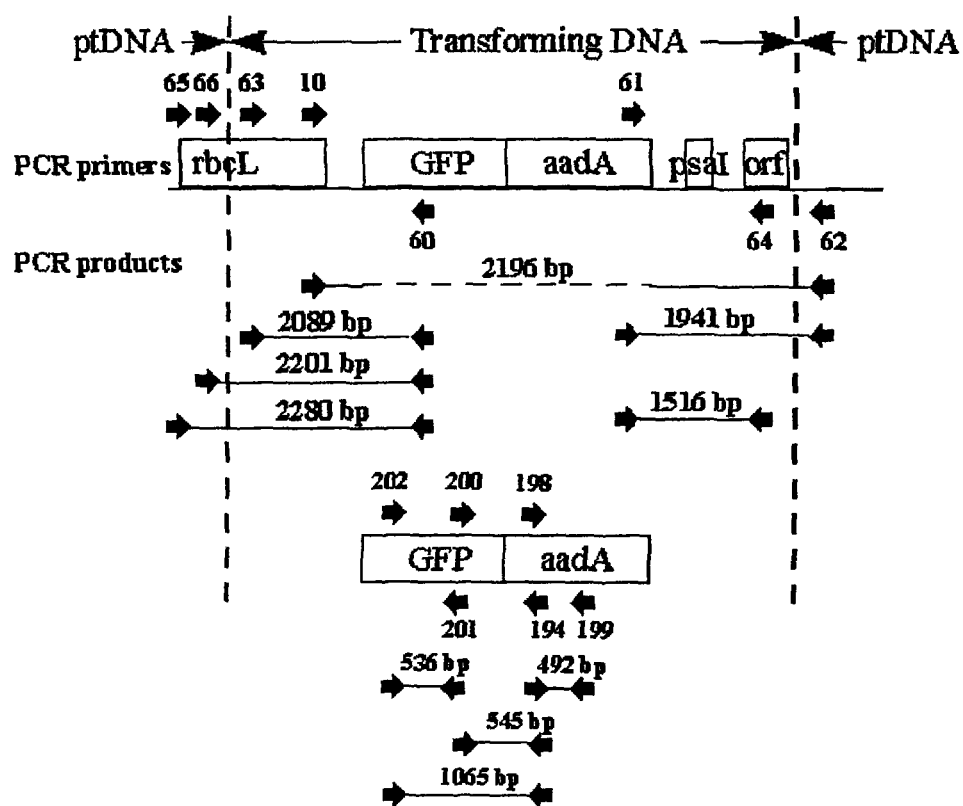 ptDNA Transforming DNA ptDNA
65 66 63 10 61
PCR primers rbcL GFP aadA psaI orf
60 64 62
PCR products
2196 bp
2089 bp 1941 bp
2201 bp
2280 bp 1516 bp
202 200 198
GFP aadA
201 194 199
536 bp 492 bp
545 bp
1065 bp